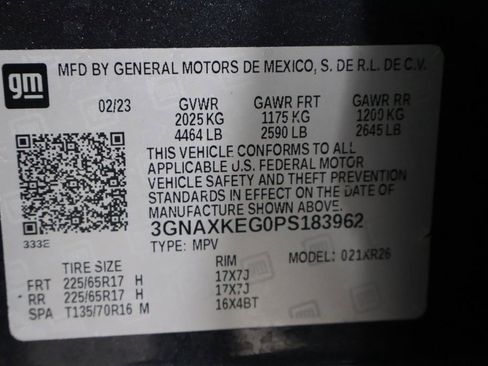 gm MFD BY GENERAL MOTORS DE MEXICO, S. DE R.L. DE C.V.
02/23 GVWR GAWR FRT GAWR RR
2025 KG 1175 KG 1200 KG
4464 LB 2590 LB 2645 LB
THIS VEHICLE CONFORMS TO ALL
APPLICABLE U.S. FEDERAL MOTOR
VEHICLE SAFETY AND THEFT PREVENTION
STANDARDS IN EFFECT ON THE DATE OF
MANUFACTURE SHOWN ABOVE.
3GNAXKEG0PS183962
333E TYPE: MPV MODEL: 021XR26
TIRE SIZE RIM
FRT 225/65R17 H 17X7J
RR 225/65R17 H 17X7J
SPA T135/70R16 M 16X4BT